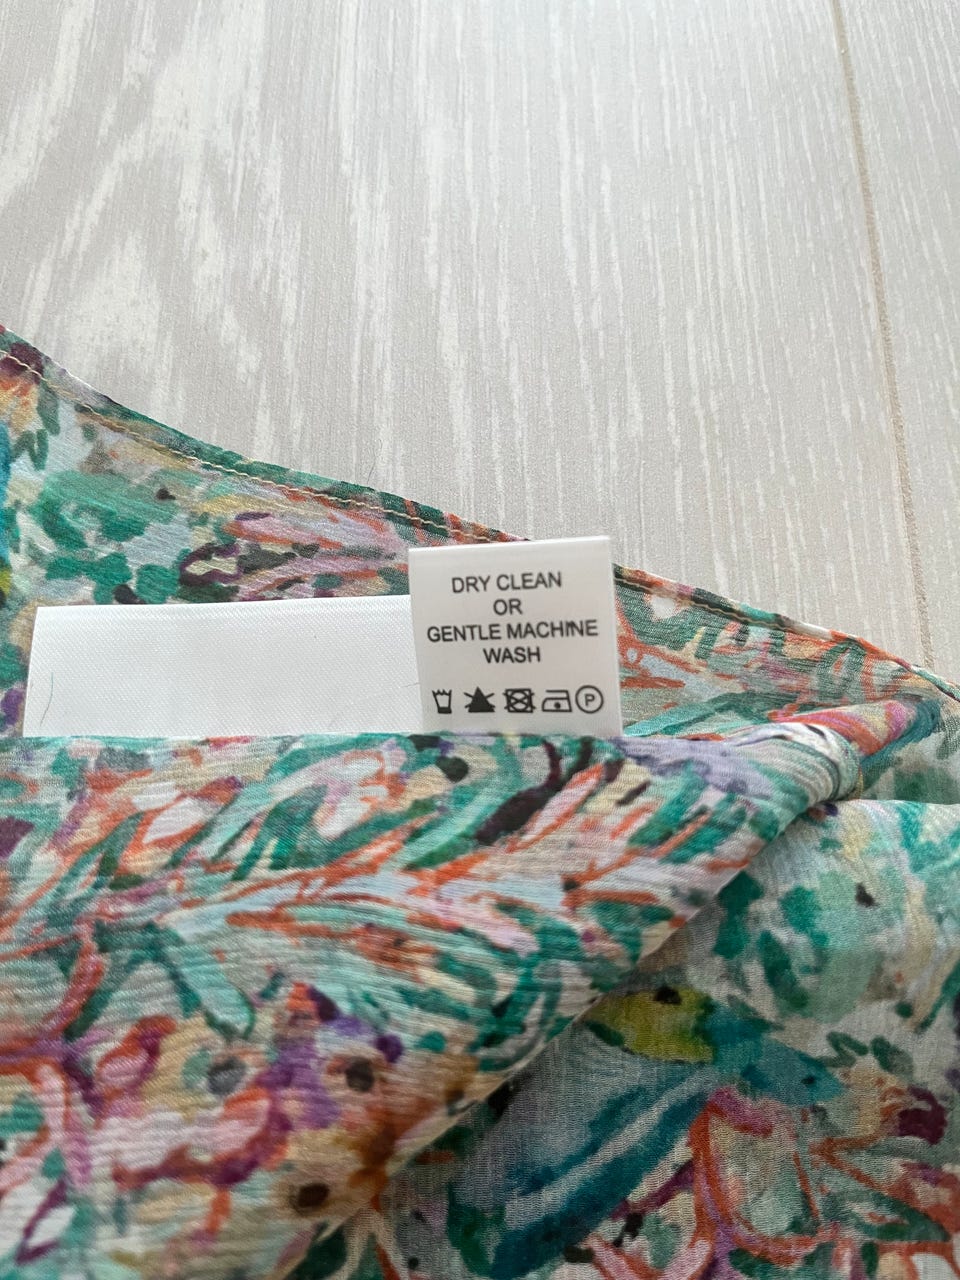 DRY CLEAN
OR
GENTLE MACHINE
WASH
P